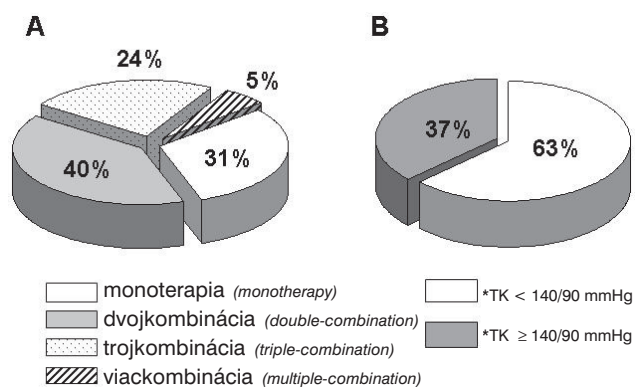 A
B
24%
5%
31%
40%
37%
63%
monoterapia (monotherapy)
dvojkombinácia (double-combination)
trojkombinácia (triple-combination)
viackombinácia (multiple-combination)
*TK < 140/90 mmHg
*TK ≥ 140/90 mmHg